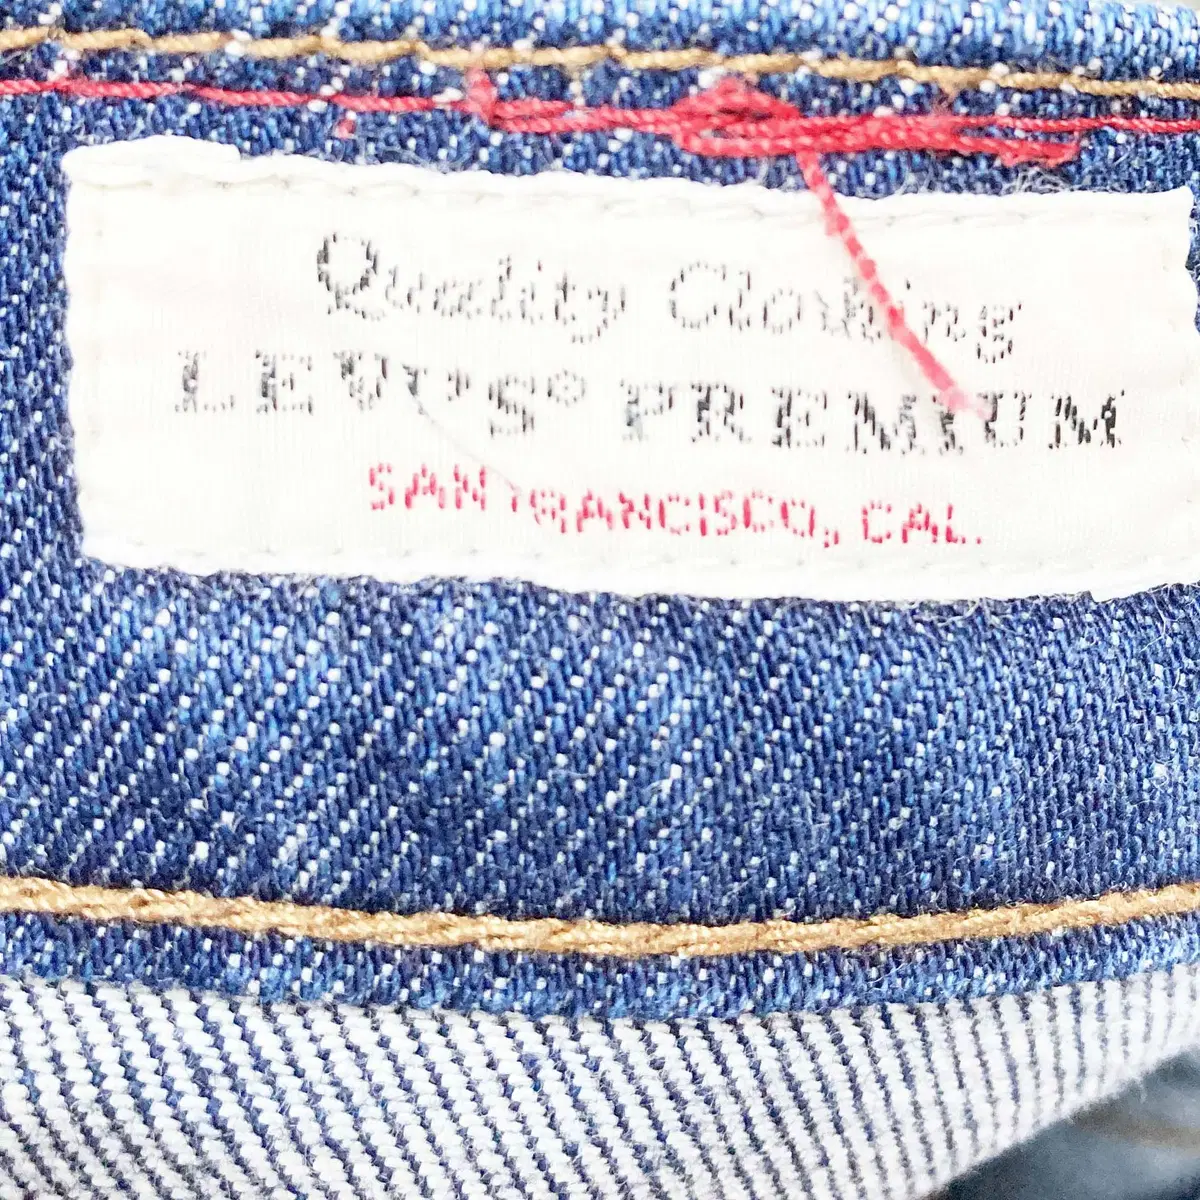 Quality Clothing
LEVI'S® PREMIUM
SAN FRANCISCO, CAL.